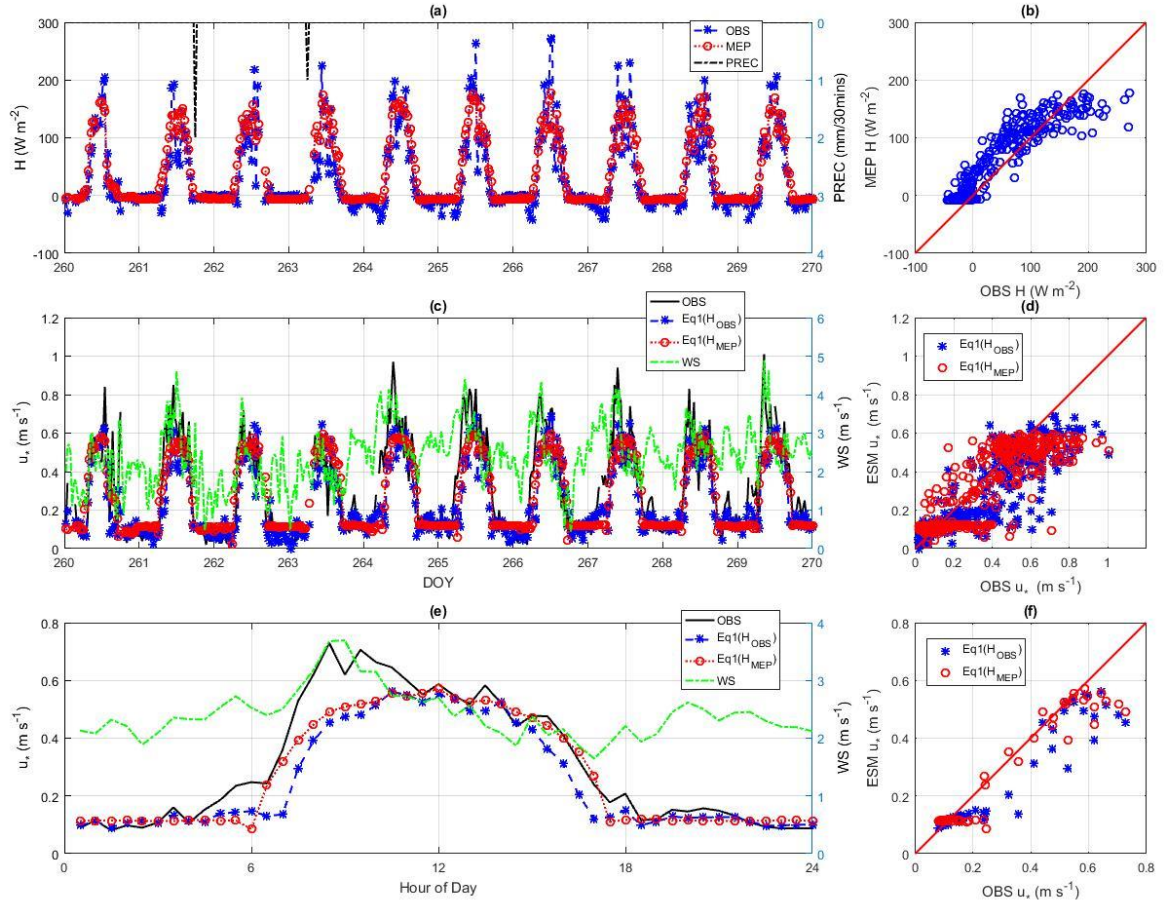 (a)
300
200
100
0
-100
H (W m-2)
OBS
MEP
PREC
0
1
2
3
4
PREC (mm/30mins)
260 261 262 263 264 265 266 267 268 269 270
(b)
300
200
100
0
-100
MEP H (W m-2)
-100 0 100 200 300
OBS H (W m-2)
(c)
1.2
1
0.8
0.6
0.4
0.2
0
u* (m s-1)
OBS
Eq1(HOBS)
Eq1(HMEP)
WS
6
5
4
3
2
1
0
WS (m s-1)
260 261 262 263 264 265 266 267 268 269 270
DOY
(d)
1.2
1
0.8
0.6
0.4
0.2
0
ESM u* (m s-1)
Eq1(HOBS)
Eq1(HMEP)
0 0.2 0.4 0.6 0.8 1
OBS u* (m s-1)
(e)
0.8
0.6
0.4
0.2
0
u* (m s-1)
OBS
Eq1(HOBS)
Eq1(HMEP)
WS
4
3
2
1
0
WS (m s-1)
0 6 12 18 24
Hour of Day
(f)
0.8
0.6
0.4
0.2
0
ESM u* (m s-1)
Eq1(HOBS)
Eq1(HMEP)
0 0.2 0.4 0.6 0.8
OBS u* (m s-1)